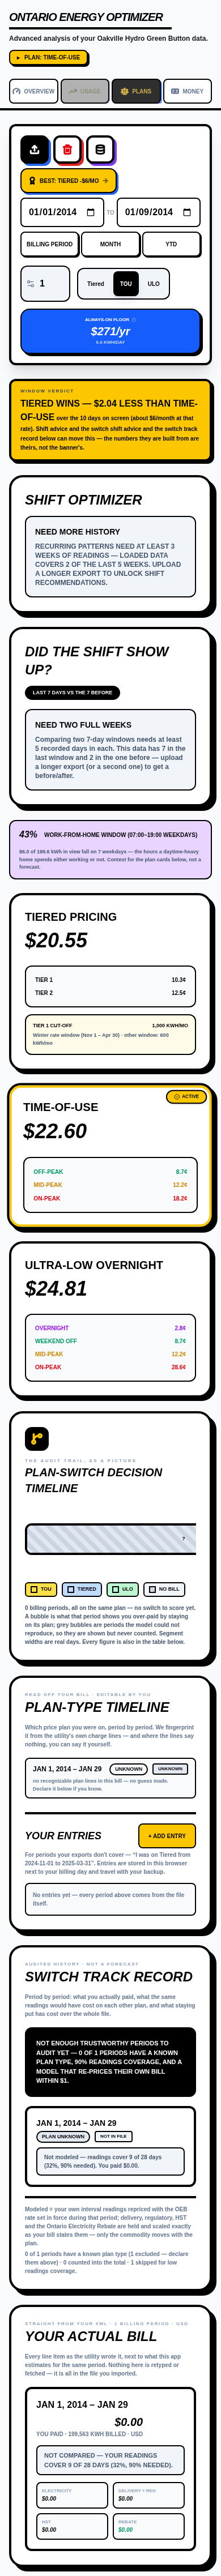 ONTARIO ENERGY OPTIMIZER
Advanced analysis of your Oakville Hydro Green Button data.
PLAN: TIME-OF-USE
OVERVIEW
USAGE
PLANS
MONEY
BEST: TIERED -$6/MO →
01/01/2014 TO 01/09/2014
BILLING PERIOD
MONTH
YTD
1
Tiered
TOU
ULO
ALWAYS-ON FLOOR
$271/yr
WINDOW VERDICT
TIERED WINS — $2.04 LESS THAN TIME-
OF-USE over the 10 days on screen (about $6/month at this
rate). Shift advice and the switch shift advice and the switch track
record below can move this — the numbers they are built from are
theirs, not the banner's.
SHIFT OPTIMIZER
NEED MORE HISTORY
RECURRING PATTERNS NEED AT LEAST 3
WEEKS OF READINGS — LOADED DATA
COVERS 2 OF THE LAST 5 WEEKS. UPLOAD
A LONGER EXPORT TO UNLOCK SHIFT
RECOMMENDATIONS.
DID THE SHIFT SHOW
UP?
LAST 7 DAYS VS THE 7 BEFORE
NEED TWO FULL WEEKS
Comparing two 7-day windows needs at least
5 recorded days in each. This data has 7 in the
last window and 2 in the one before — upload
a longer export (or a second one) to get a
before/after.
43% WORK-FROM-HOME WINDOW (07:00–19:00 WEEKDAYS)
86.0 of 199.6 kWh in view fall on 7 weekdays — the hours a daytime-heavy
home spends either working or not. Context for the plan cards below, not a
forecast.
TIERED PRICING
$20.55
TIER 1 10.3¢
TIER 2 12.5¢
TIER 1 CUT-OFF 1,000 KWH/MO
Winter rate window (Nov 1 – Apr 30) · other window: 600
kWh/mo
ACTIVE
TIME-OF-USE
$22.60
OFF-PEAK 8.7¢
MID-PEAK 12.2¢
ON-PEAK 18.2¢
ULTRA-LOW OVERNIGHT
$24.81
OVERNIGHT 2.8¢
WEEKEND OFF 8.7¢
MID-PEAK 12.2¢
ON-PEAK 28.6¢
THE AUDIT TRAIL, AS A PICTURE
PLAN-SWITCH DECISION
TIMELINE
?
TOU
TIERED
ULO
NO BILL
0 billing periods, all on the same plan — no switch to score yet.
A bubble is what that period shows you over-paid by staying
on its plan; grey bubbles are periods the model could not
reproduce, so they are shown but never counted. Segment
widths are real days. Every figure is also in the table below.
READ OFF YOUR BILL · EDITABLE BY YOU
PLAN-TYPE TIMELINE
Which price plan you were on, period by period. We fingerprint
it from the utility's own charge lines — and where the lines say
nothing, you can say it yourself.
JAN 1, 2014 – JAN 29 UNKNOWN UNKNOWN
no recognizable plan lines in this bill — no guess made.
Declare it below if you know.
YOUR ENTRIES
+ ADD ENTRY
For periods your exports don't cover — "I was on Tiered from
2024-11-01 to 2025-03-31". Entries are stored in this browser
next to your billing day and travel with your backup.
No entries yet — every period above comes from the file
itself.
AUDITED HISTORY · NOT A FORECAST
SWITCH TRACK RECORD
Period by period: what you actually paid, what the same
readings would have cost on each other plan, and what staying
put has cost over the whole file.
NOT ENOUGH TRUSTWORTHY PERIODS TO
AUDIT YET — 0 OF 1 PERIODS HAVE A KNOWN
PLAN TYPE, 90% READINGS COVERAGE, AND A
MODEL THAT RE-PRICES THEIR OWN BILL
WITHIN $1.
JAN 1, 2014 – JAN 29
PLAN UNKNOWN
NOT IN FILE
Not modeled — readings cover 9 of 28 days
(32%, 90% needed). You paid $0.00.
Modeled = your own interval readings repriced with the OEB
rate set in force during that period; delivery, regulatory, HST
and the Ontario Electricity Rebate are held and scaled exactly
as your bill states them — only the commodity moves with the
plan.
0 of 1 periods have a known plan type (1 excluded — declare
them above) · 0 counted into the total · 1 skipped for low
readings coverage.
STRAIGHT FROM YOUR XML · 1 BILLING PERIOD · USD
YOUR ACTUAL BILL
Every line item as the utility wrote it, next to what this app
estimates for the same period. Nothing here is retyped or
fetched — it is all in the file you imported.
JAN 1, 2014 – JAN 29
$0.00
YOU PAID · 199,563 KWH BILLED · USD
NOT COMPARED — YOUR READINGS
COVER 9 OF 28 DAYS (32%, 90% NEEDED).
ELECTRICITY
$0.00
DELIVERY + REG
$0.00
HST
$0.00
REBATE
$0.00